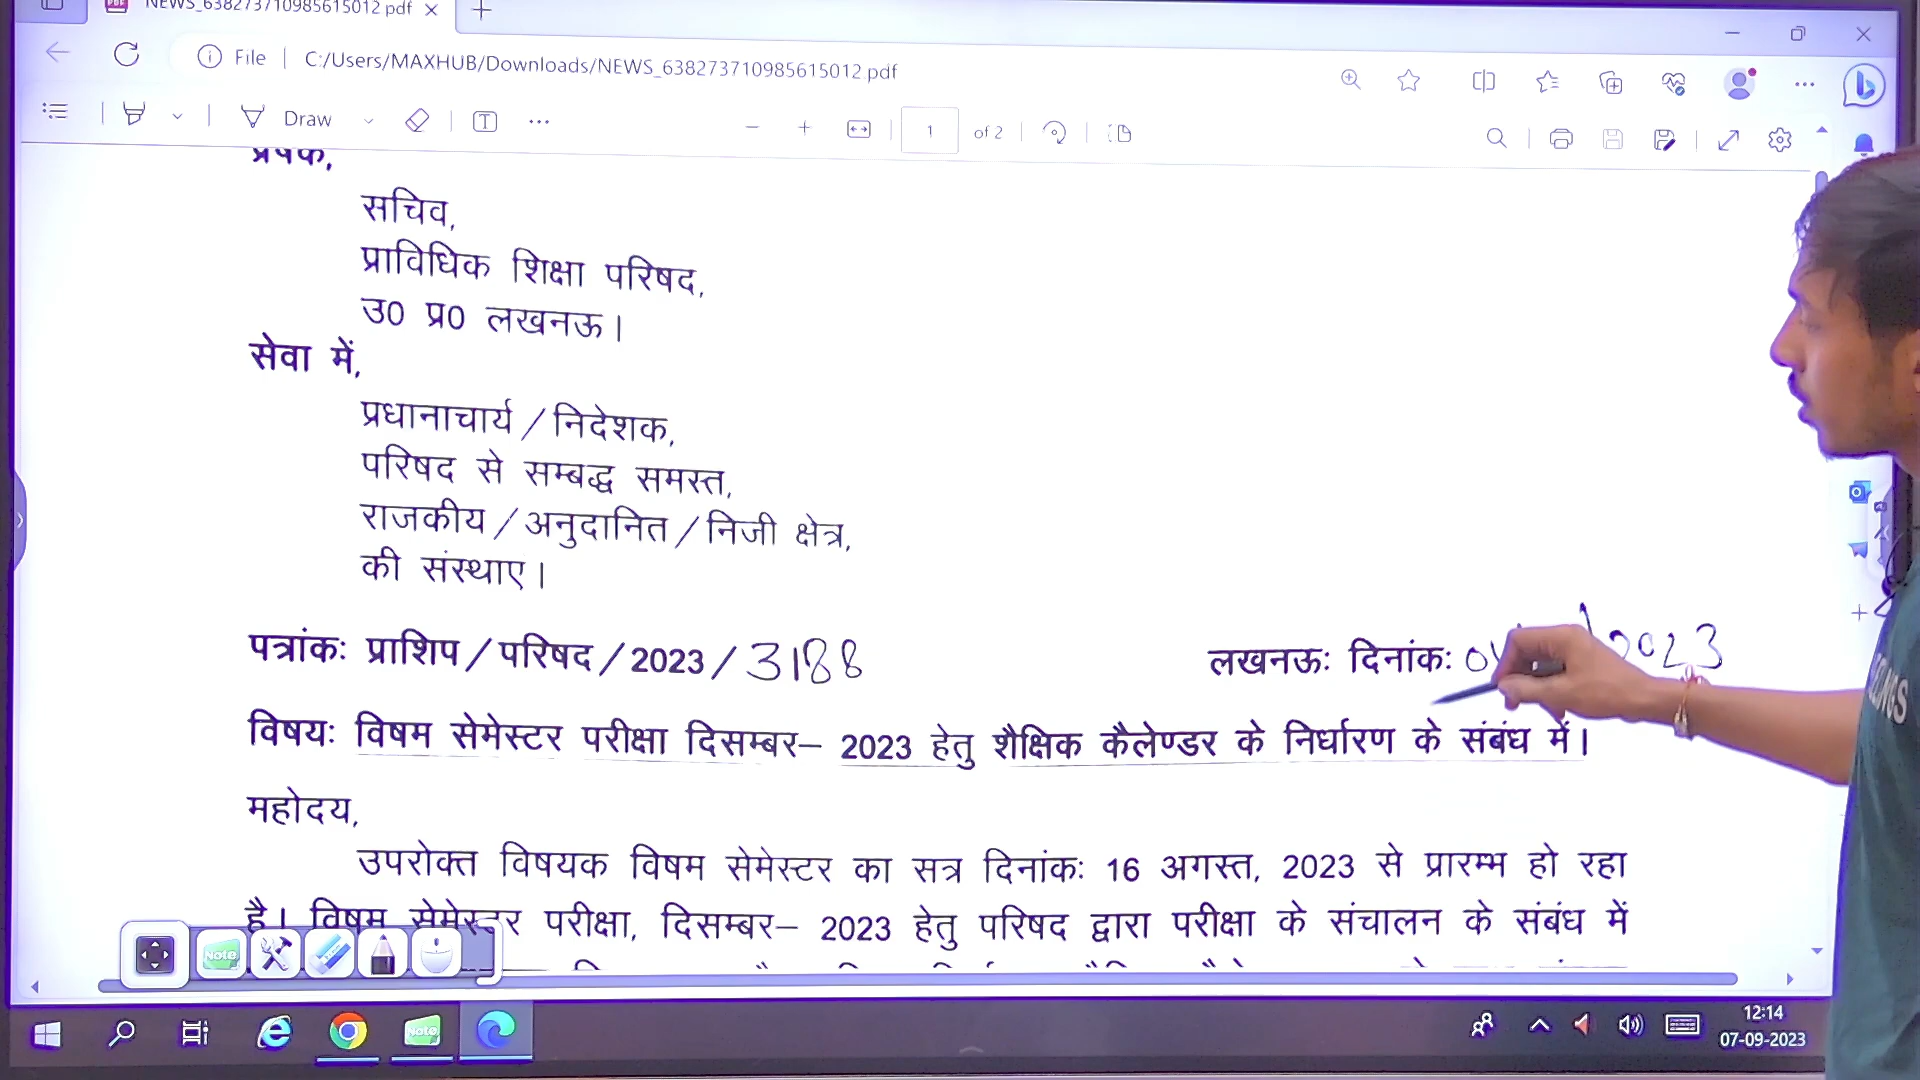 NEWS_638273710985615012.pdf
File
C:/Users/MAXHUB/Downloads/NEWS_638273710985615012.pdf
Draw
1 of 2
प्रेषक,
सचिव,
प्राविधिक शिक्षा परिषद,
उ0 प्र0 लखनऊ।
सेवा में,
प्रधानाचार्य / निदेशक,
परिषद से सम्बद्ध समस्त,
राजकीय / अनुदानित / निजी क्षेत्र,
की संस्थाए।
पत्रांकः प्राशिप / परिषद / 2023 / 3188
लखनऊः दिनांकः 2023
विषयः विषम सेमेस्टर परीक्षा दिसम्बर– 2023 हेतु शैक्षिक कैलेण्डर के निर्धारण के संबंध में।
महोदय,
उपरोक्त विषयक विषम सेमेस्टर का सत्र दिनांकः 16 अगस्त, 2023 से प्रारम्भ हो रहा
है। विषम सेमेस्टर परीक्षा, दिसम्बर– 2023 हेतु परिषद द्वारा परीक्षा के संचालन के संबंध में
Note
Note
12:14
07-09-2023